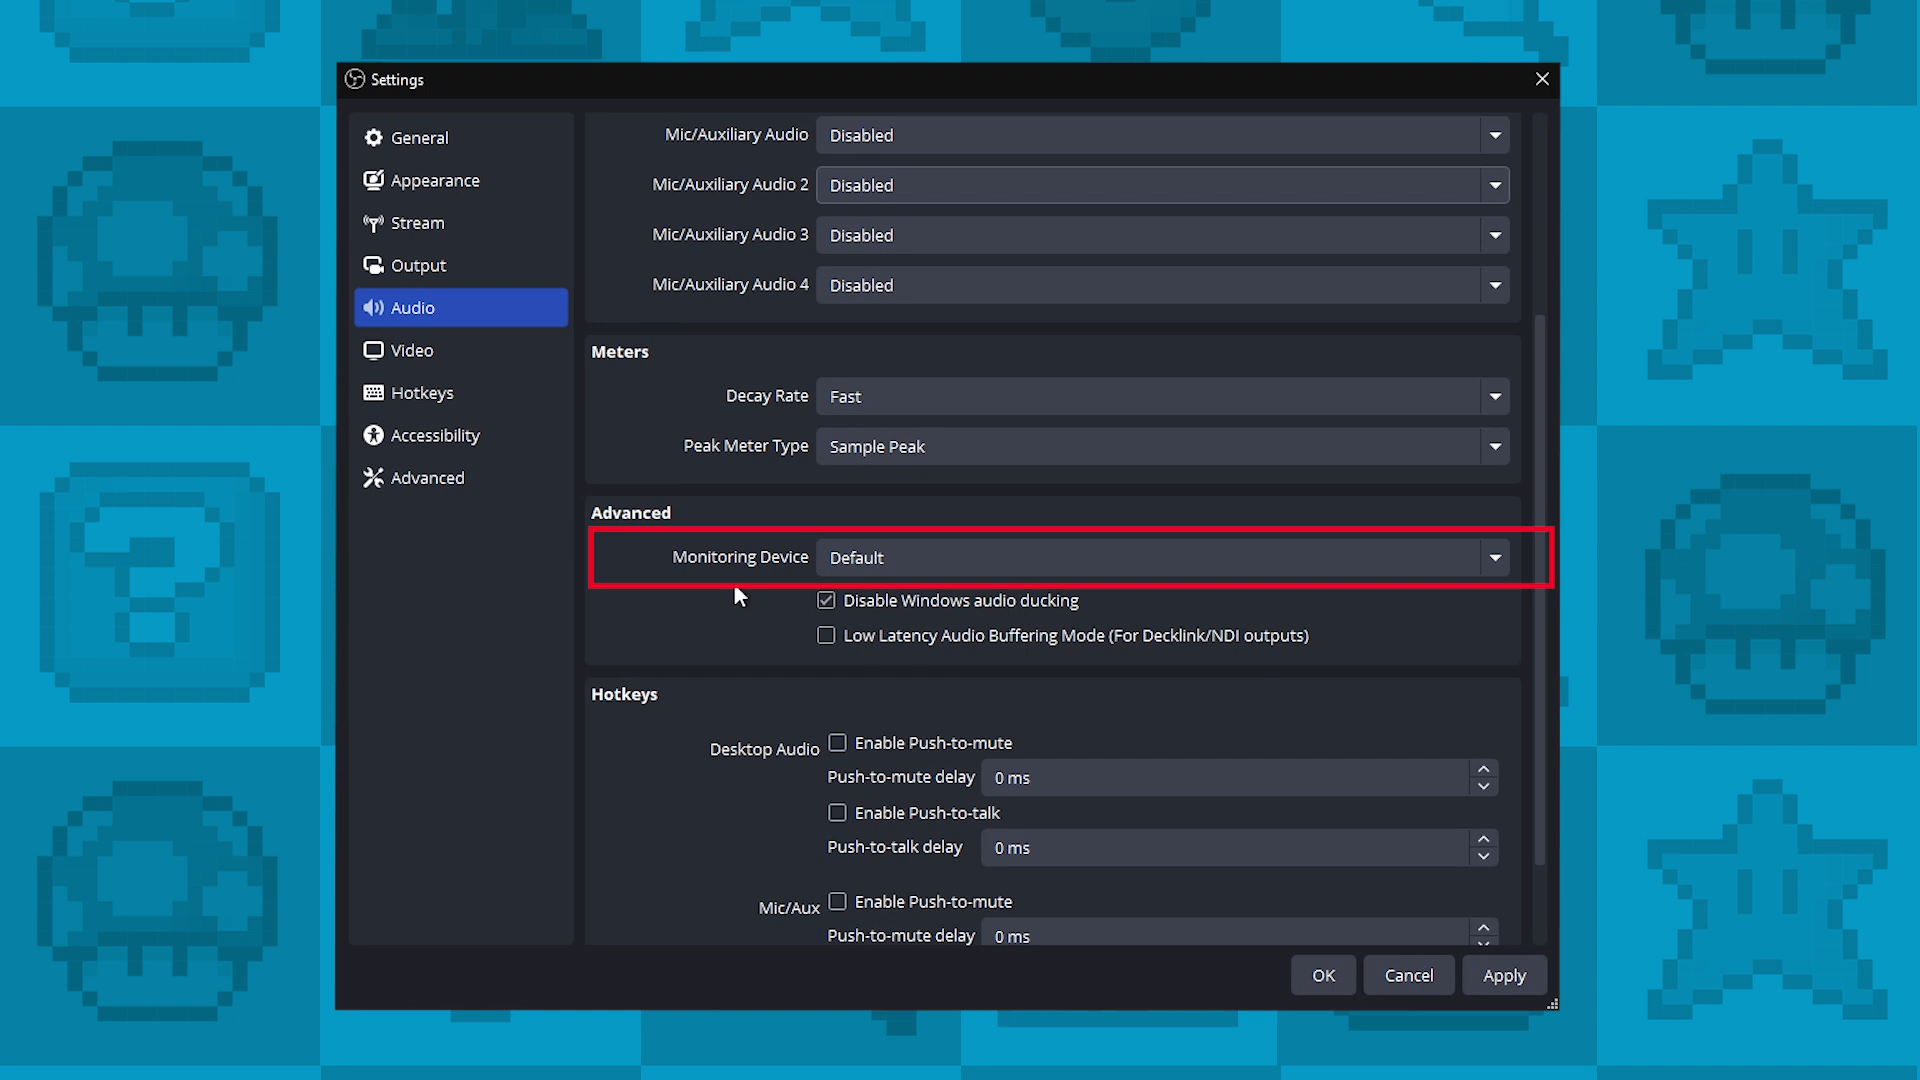 Settings
General
Appearance
Stream
Output
Audio
Video
Hotkeys
Accessibility
Advanced
Mic/Auxiliary Audio Disabled
Mic/Auxiliary Audio 2 Disabled
Mic/Auxiliary Audio 3 Disabled
Mic/Auxiliary Audio 4 Disabled
Meters
Decay Rate Fast
Peak Meter Type Sample Peak
Advanced
Monitoring Device Default
Disable Windows audio ducking
Low Latency Audio Buffering Mode (For Decklink/NDI outputs)
Hotkeys
Desktop Audio Enable Push-to-mute
Push-to-mute delay 0 ms
Enable Push-to-talk
Push-to-talk delay 0 ms
Mic/Aux Enable Push-to-mute
Push-to-mute delay 0 ms
OK Cancel Apply